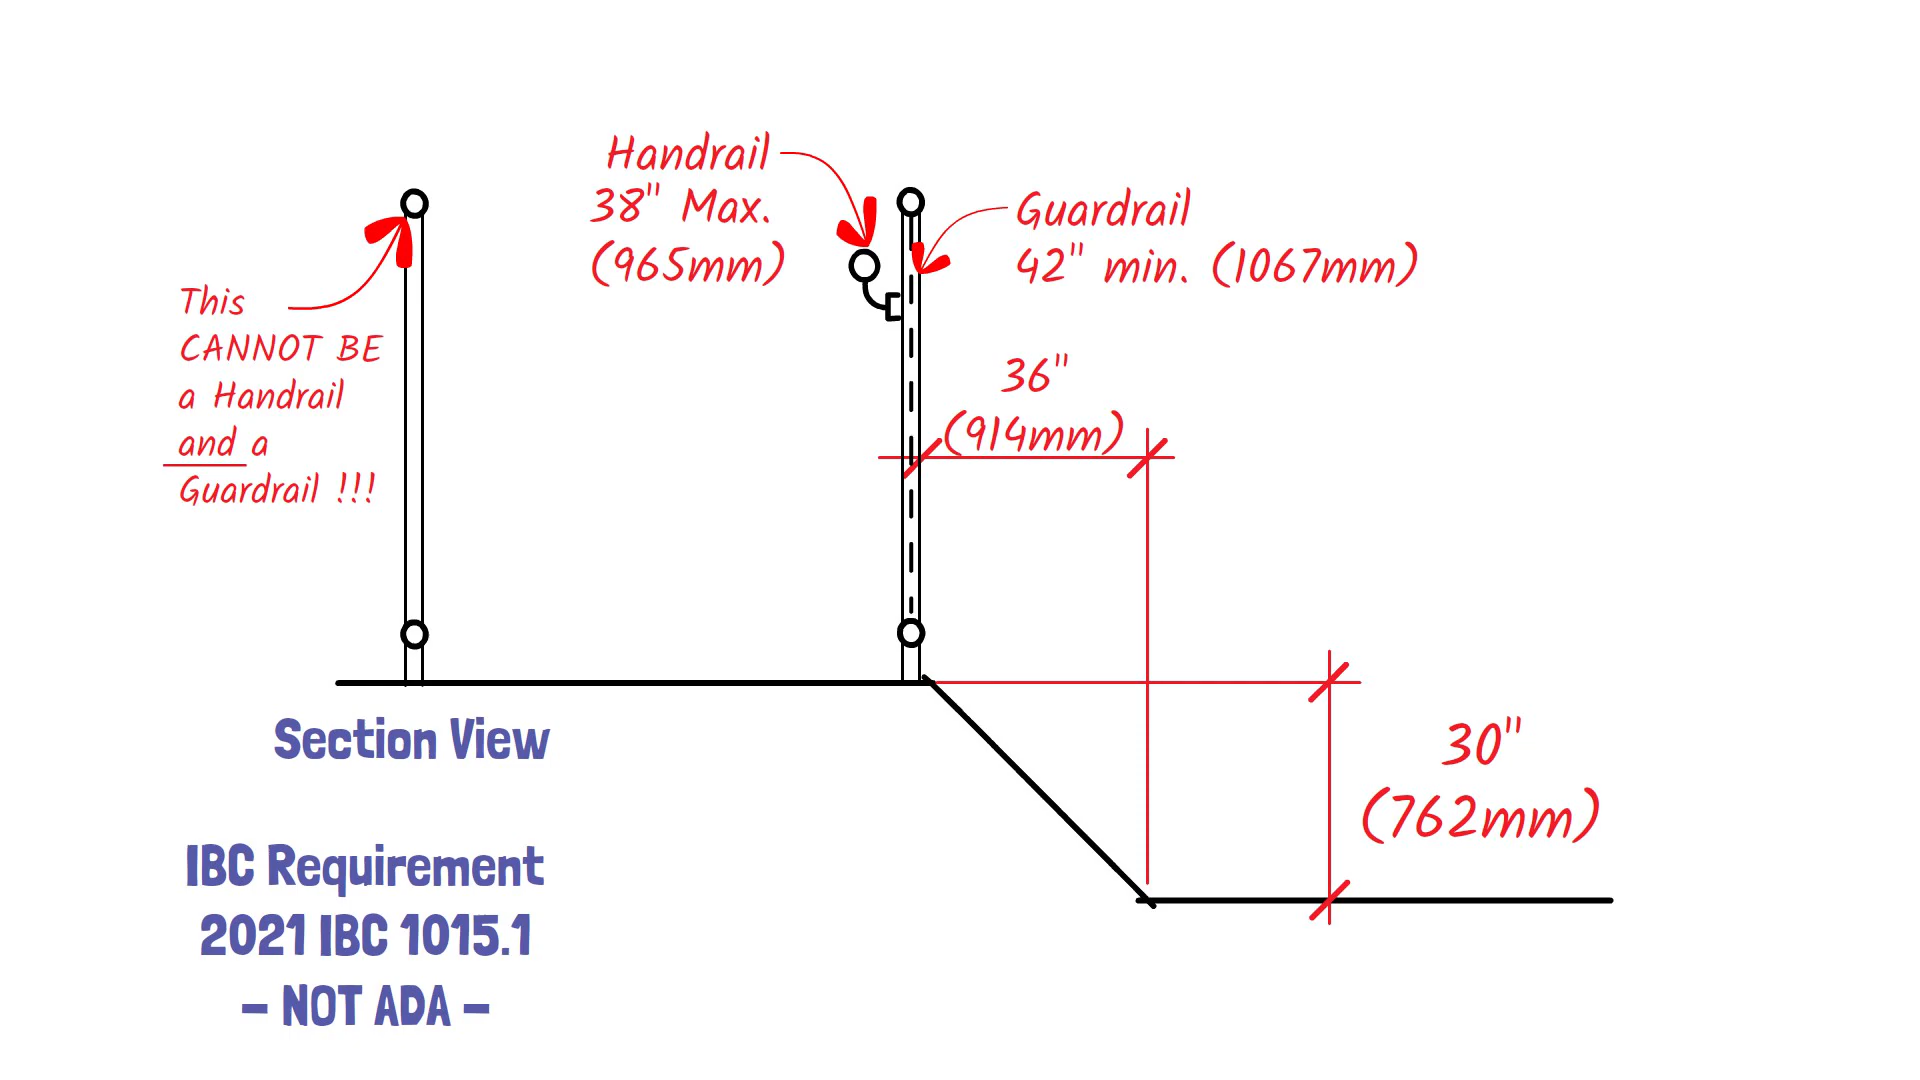 Handrail
38" Max.
(965mm)
Guardrail
42" min. (1067mm)
This
CANNOT BE
a Handrail
and a
Guardrail !!!
36"
(914mm)
30"
(762mm)
Section View
IBC Requirement
2021 IBC 1015.1
– NOT ADA –